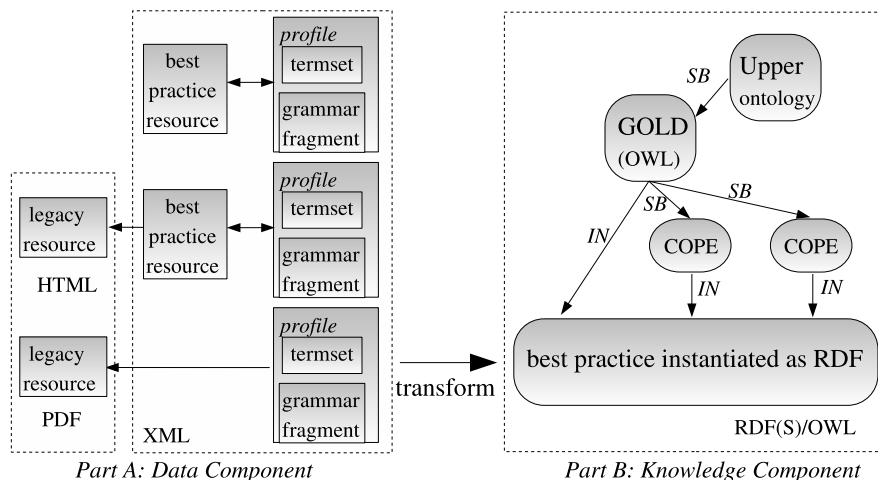 profile
termset
grammar
fragment
best
practice
resource
profile
termset
grammar
fragment
best
practice
resource
legacy
resource
HTML
profile
termset
grammar
fragment
legacy
resource
PDF
XML
Part A: Data Component
transform
Upper
ontology
SB
GOLD
(OWL)
IN
SB
SB
COPE
COPE
IN
IN
best practice instantiated as RDF
RDF(S)/OWL
Part B: Knowledge Component